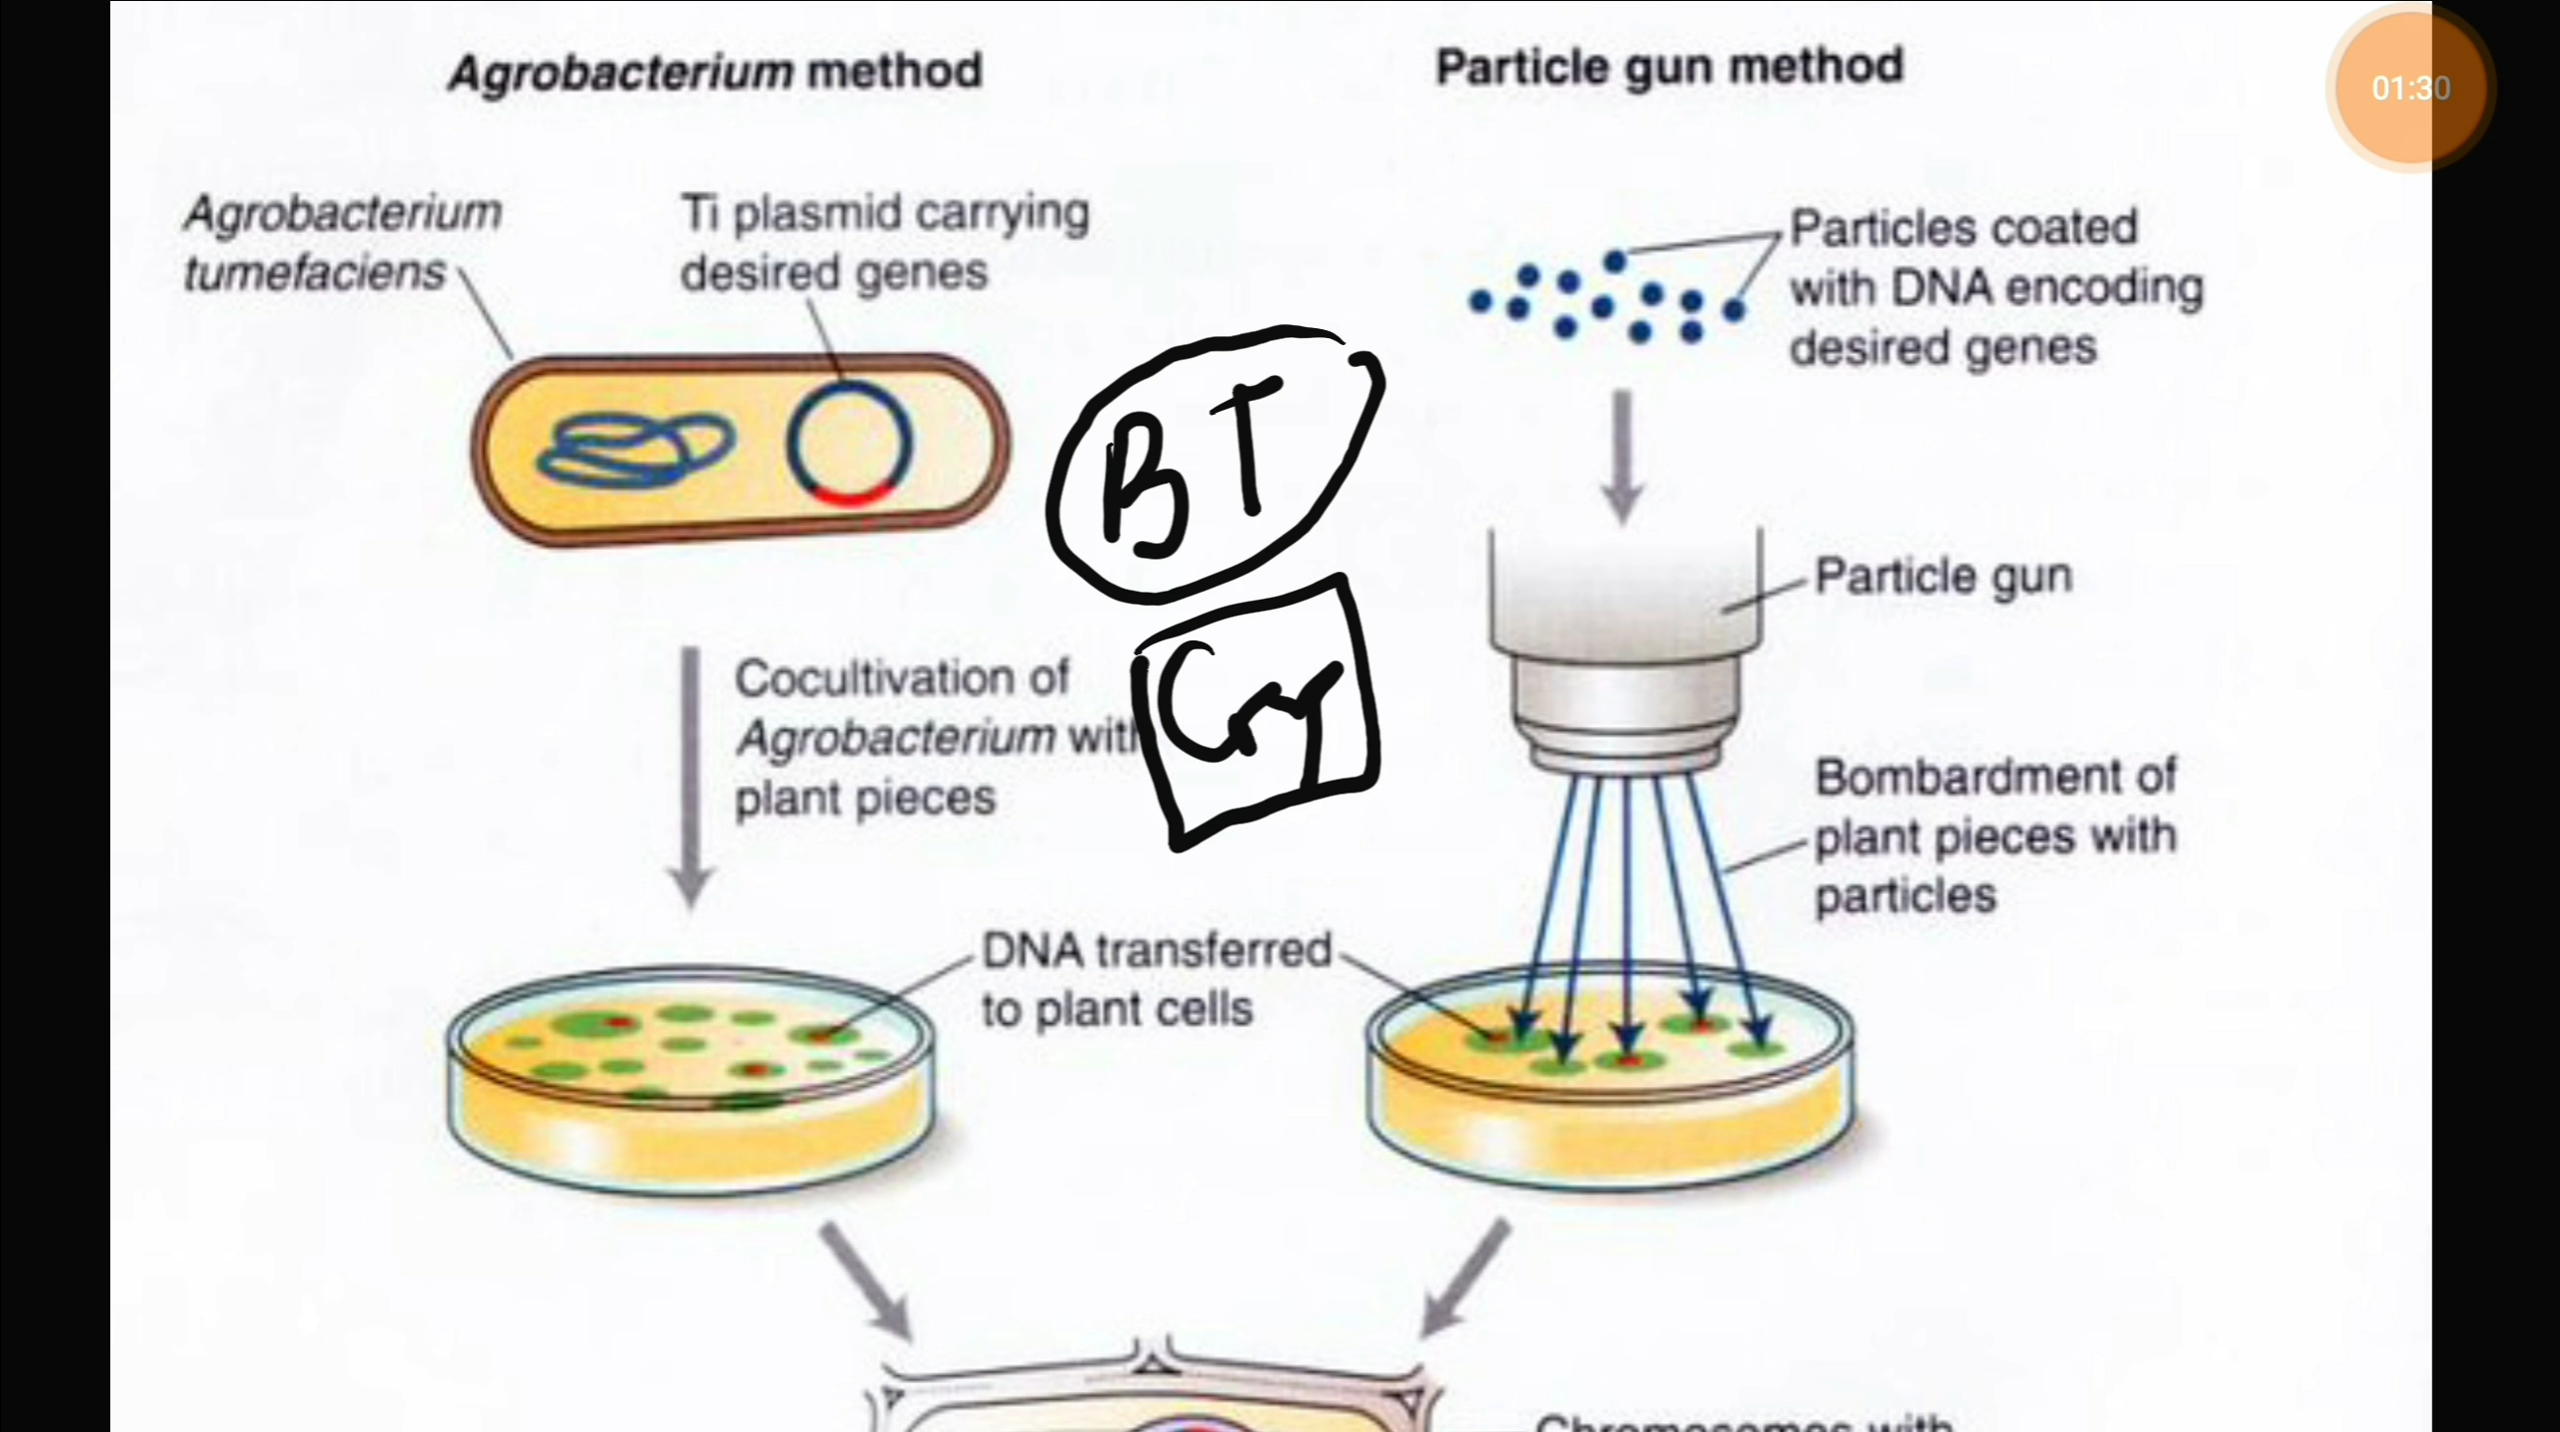 Agrobacterium method
Particle gun method
01:30
Agrobacterium
tumefaciens
Ti plasmid carrying
desired genes
Particles coated
with DNA encoding
desired genes
BT
Particle gun
Cocultivation of
Agrobacterium with
plant pieces
Cry
Bombardment of
plant pieces with
particles
DNA transferred
to plant cells
Chromosomes with